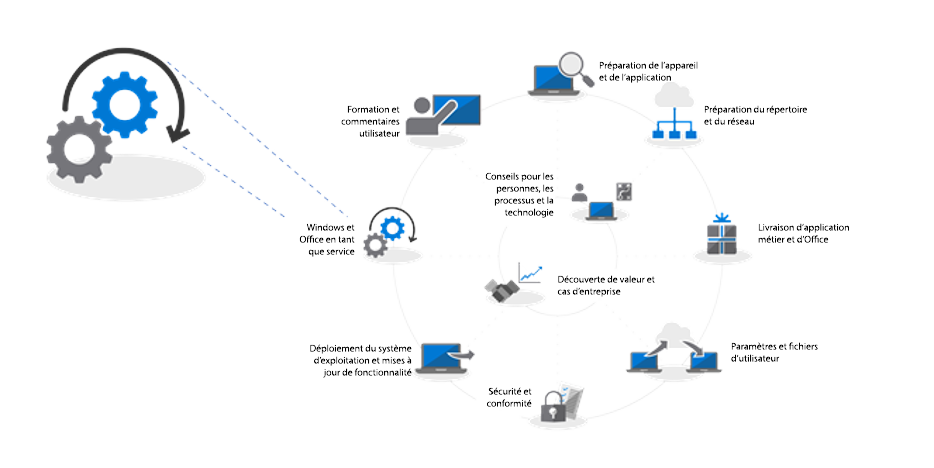 Préparation de l'appareil
et de l'application
Formation et
commentaires
utilisateur
Préparation du répertoire
et du réseau
Conseils pour les
personnes, les
processus et la
technologie
Windows et
Office en tant
que service
Livraison d'application
métier et d'Office
Découverte de valeur et
cas d'entreprise
Déploiement du système
d'exploitation et mises à
jour de fonctionnalité
Paramètres et fichiers
d'utilisateur
Sécurité et
conformité